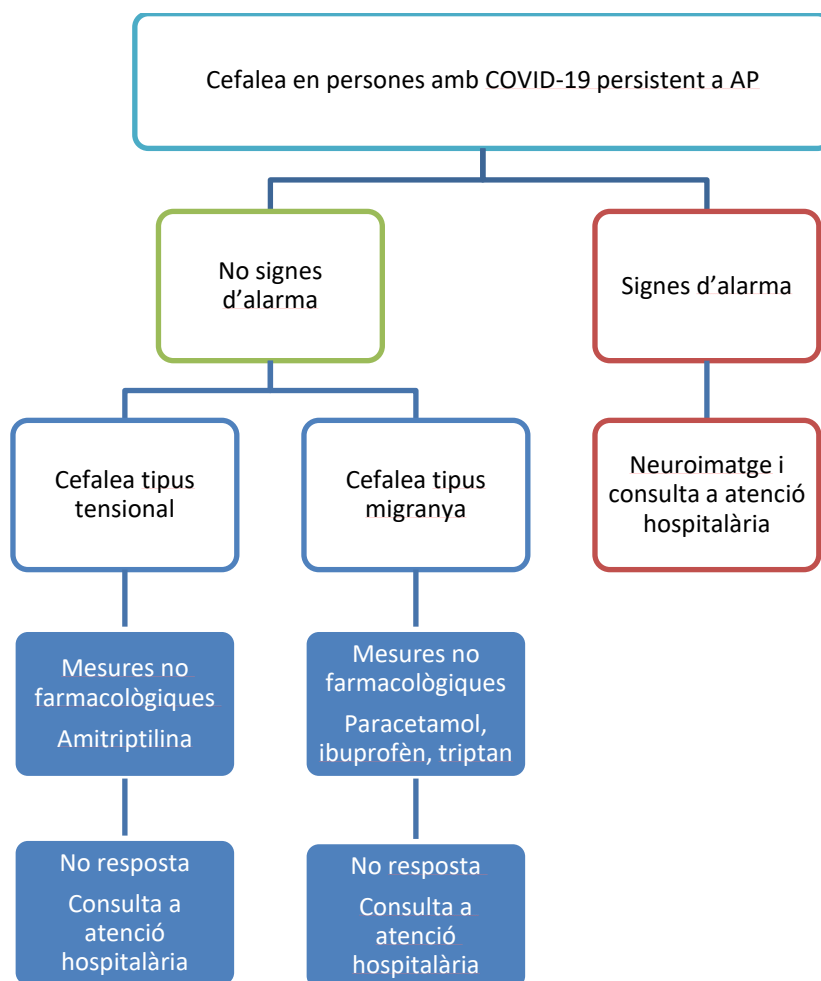 Cefalea en persones amb COVID-19 persistent a AP
No signes
d’alarma
Signes d’alarma
Cefalea tipus
tensional
Cefalea tipus
migranya
Neuroimatge i
consulta a atenció
hospitalària
Mesures no
farmacològiques
Amitriptilina
Mesures no
farmacològiques
Paracetamol,
ibuprofèn, triptan
No resposta
Consulta a
atenció
hospitalària
No resposta
Consulta a
atenció
hospitalària